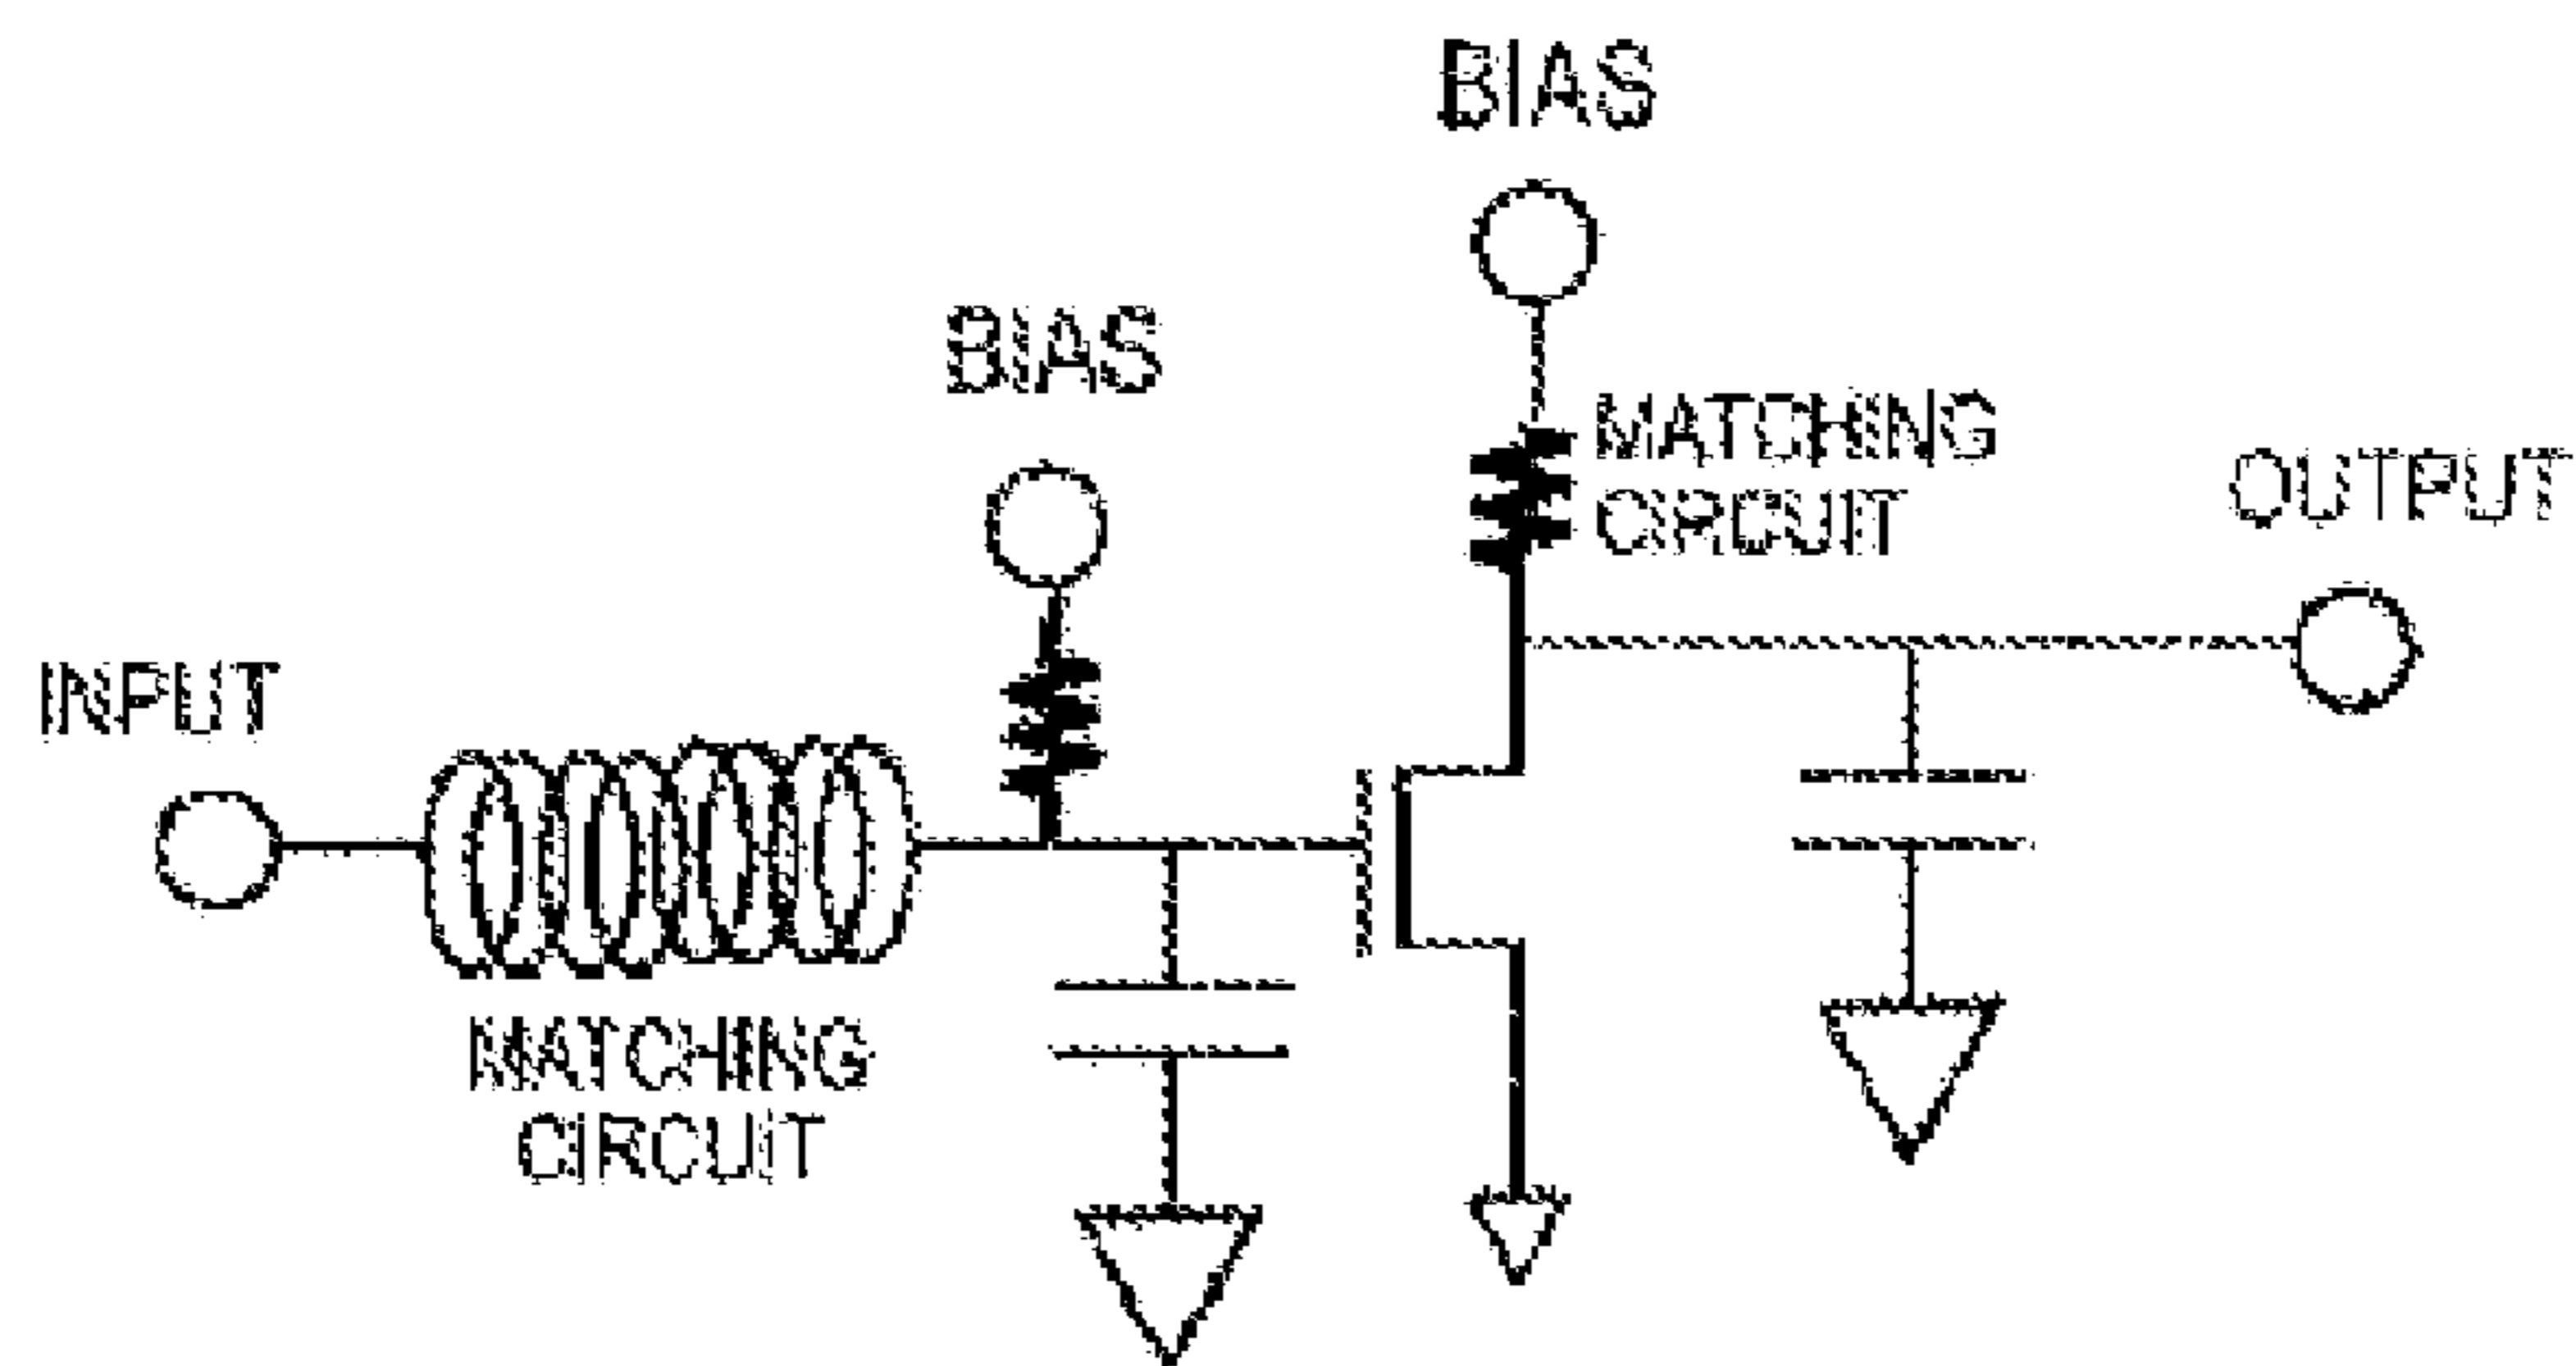 BIAS
BIAS
MATCHING
CIRCUIT
OUTPUT
INPUT
MATCHING
CIRCUIT